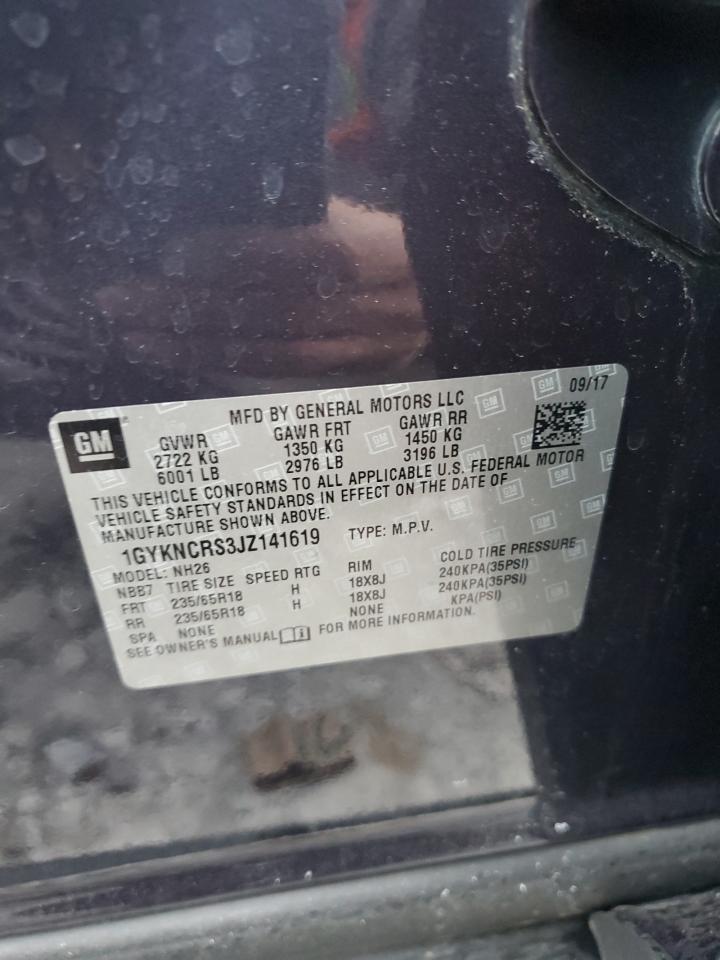 GM
MFD BY GENERAL MOTORS LLC 09/17
GVWR GAWR FRT GAWR RR
2722 KG 1350 KG 1450 KG
6001 LB 2976 LB 3196 LB
THIS VEHICLE CONFORMS TO ALL APPLICABLE U.S. FEDERAL MOTOR
VEHICLE SAFETY STANDARDS IN EFFECT ON THE DATE OF
MANUFACTURE SHOWN ABOVE.
1GYKNCRS3JZ141619 TYPE: M.P.V.
MODEL: NH26
NBB7 TIRE SIZE SPEED RTG RIM COLD TIRE PRESSURE
FRT 235/65R18 H 18X8J 240KPA(35PSI)
RR 235/65R18 H 18X8J 240KPA(35PSI)
SPA NONE NONE KPA(PSI)
SEE OWNER'S MANUAL FOR MORE INFORMATION.